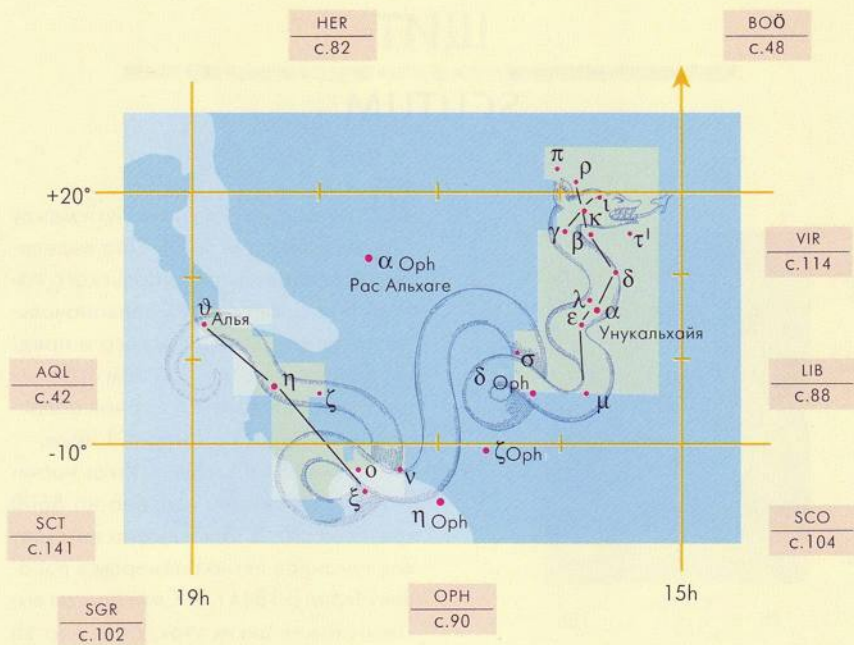 HER
с.82
BOÖ
с.48
+20°
π
ρ
ι
κ
γ
β
τ¹
VIR
с.114
α Oph
Рас Альхаге
δ
λ
α
ϑ
Алья
ε
Унукальхайя
σ
AQL
с.42
η
ζ
δ Oph
μ
LIB
с.88
-10°
ο
ν
ζ Oph
ξ
η Oph
SCT
с.141
SCO
с.104
19h
15h
SGR
с.102
OPH
с.90